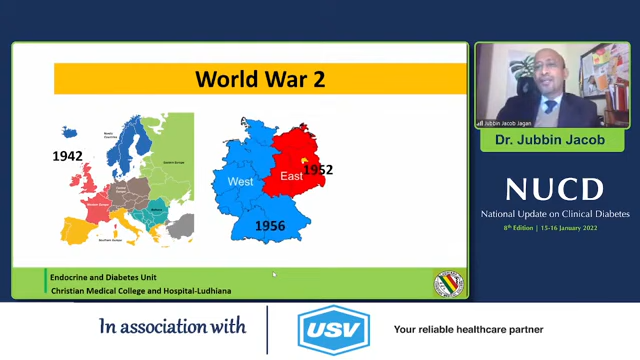 World War 2
1942
West
East
1952
1956
Endocrine and Diabetes Unit
Christian Medical College and Hospital-Ludhiana
Jubbin Jacob Jagan
Dr. Jubbin Jacob
NUCD
National Update on Clinical Diabetes
8th Edition | 15-16 January 2022
In association with
USV
Your reliable healthcare partner